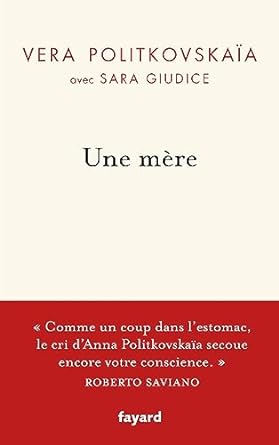 VERA POLITKOVSKAÏA
avec SARA GIUDICE
Une mère
« Comme un coup dans l'estomac,
le cri d'Anna Politkovskaïa secoue
encore votre conscience. »
ROBERTO SAVIANO
fayard